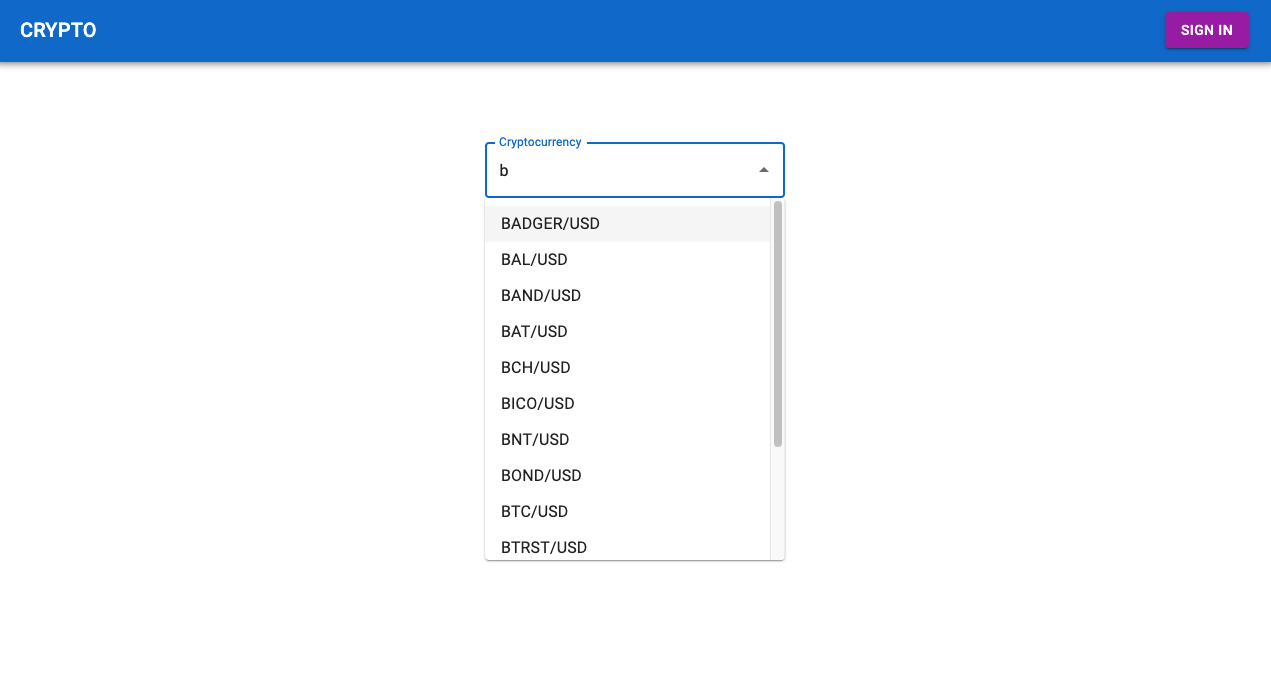 CRYPTO
SIGN IN
Cryptocurrency
b
BADGER/USD
BAL/USD
BAND/USD
BAT/USD
BCH/USD
BICO/USD
BNT/USD
BOND/USD
BTC/USD
BTRST/USD